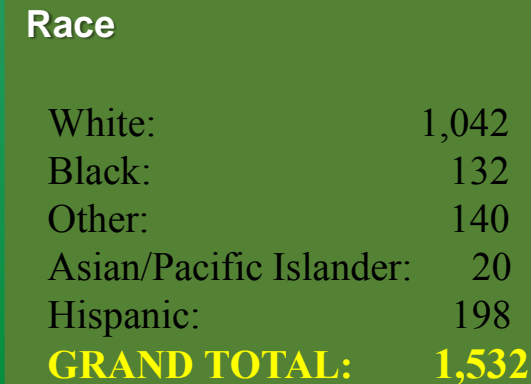 Race
White: 1,042
Black: 132
Other: 140
Asian/Pacific Islander: 20
Hispanic: 198
GRAND TOTAL: 1,532